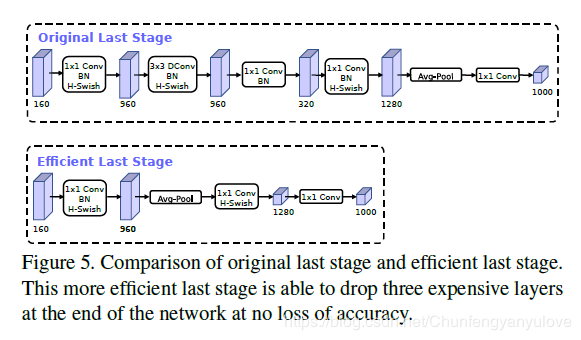 Original Last Stage
1x1 Conv
BN
H-Swish
3x3 DConv
BN
H-Swish
1x1 Conv
BN
1x1 Conv
BN
H-Swish
Avg-Pool
1x1 Conv
160
960
960
320
1280
1000
Efficient Last Stage
1x1 Conv
BN
H-Swish
Avg-Pool
1x1 Conv
H-Swish
1x1 Conv
160
960
1280
1000
Figure 5. Comparison of original last stage and efficient last stage.
This more efficient last stage is able to drop three expensive layers
at the end of the network at no loss of accuracy.
https://blog.csdn.net/Chunfengyanyulove